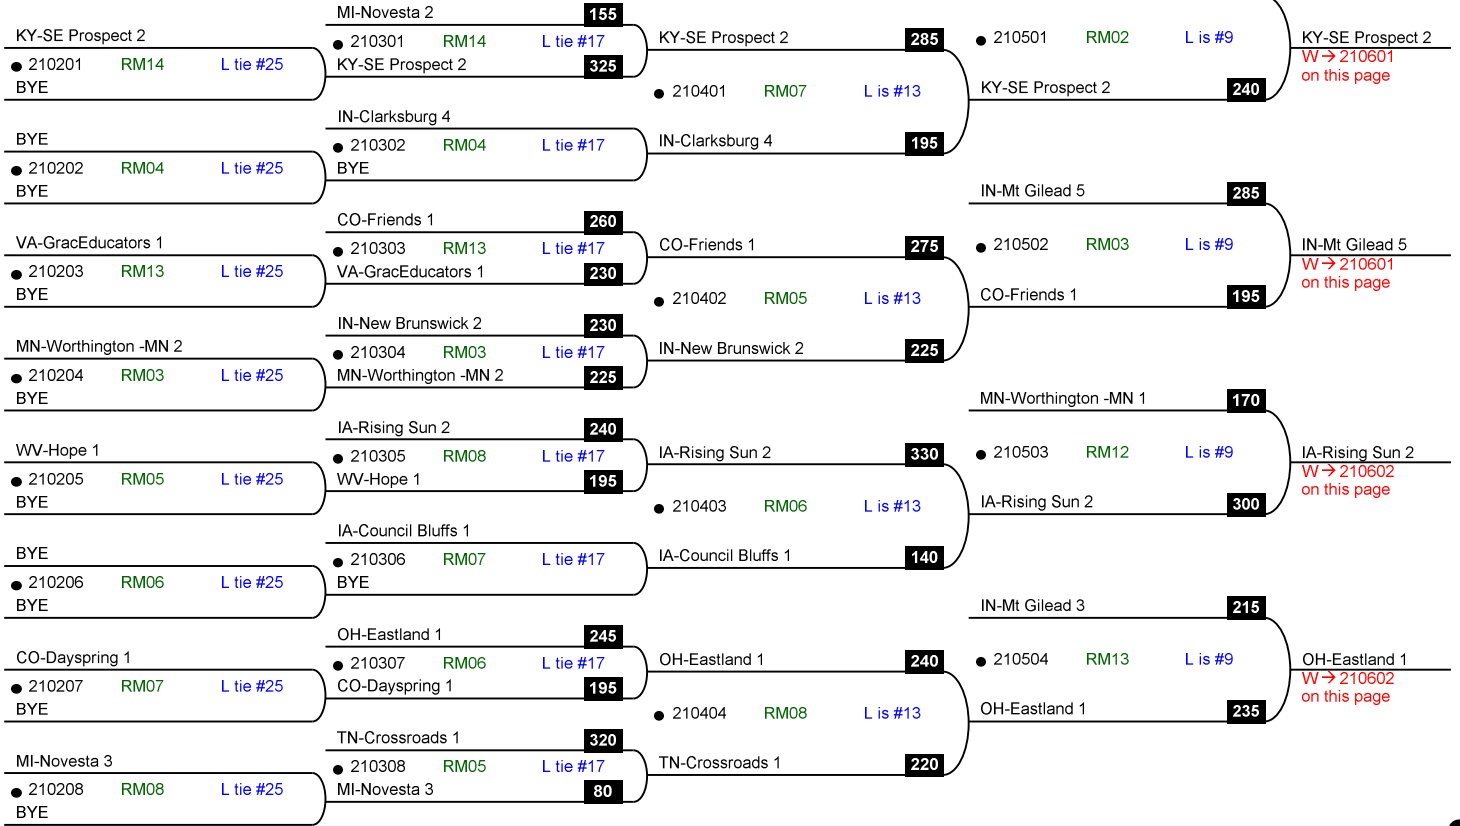 KY-SE Prospect 2
210201 RM14 L tie #25
BYE
BYE
210202 RM04 L tie #25
BYE
VA-GracEducators 1
210203 RM13 L tie #25
BYE
MN-Worthington -MN 2
210204 RM03 L tie #25
BYE
WV-Hope 1
210205 RM05 L tie #25
BYE
BYE
210206 RM06 L tie #25
BYE
CO-Dayspring 1
210207 RM07 L tie #25
BYE
MI-Novesta 3
210208 RM08 L tie #25
BYE
MI-Novesta 2 155
210301 RM14 L tie #17
KY-SE Prospect 2 325
IN-Clarksburg 4
210302 RM04 L tie #17
BYE
CO-Friends 1 260
210303 RM13 L tie #17
VA-GracEducators 1 230
IN-New Brunswick 2 230
210304 RM03 L tie #17
MN-Worthington -MN 2 225
IA-Rising Sun 2 240
210305 RM08 L tie #17
WV-Hope 1 195
IA-Council Bluffs 1
210306 RM07 L tie #17
BYE
OH-Eastland 1 245
210307 RM06 L tie #17
CO-Dayspring 1 195
TN-Crossroads 1 320
210308 RM05 L tie #17
MI-Novesta 3 80
KY-SE Prospect 2 285
210401 RM07 L is #13
IN-Clarksburg 4 195
CO-Friends 1 275
210402 RM05 L is #13
IN-New Brunswick 2 225
IA-Rising Sun 2 330
210403 RM06 L is #13
IA-Council Bluffs 1 140
OH-Eastland 1 240
210404 RM08 L is #13
TN-Crossroads 1 220
210501 RM02 L is #9
KY-SE Prospect 2 240
IN-Mt Gilead 5 285
210502 RM03 L is #9
CO-Friends 1 195
MN-Worthington -MN 1 170
210503 RM12 L is #9
IA-Rising Sun 2 300
IN-Mt Gilead 3 215
210504 RM13 L is #9
OH-Eastland 1 235
KY-SE Prospect 2
W→210601
on this page
IN-Mt Gilead 5
W→210601
on this page
IA-Rising Sun 2
W→210602
on this page
OH-Eastland 1
W→210602
on this page